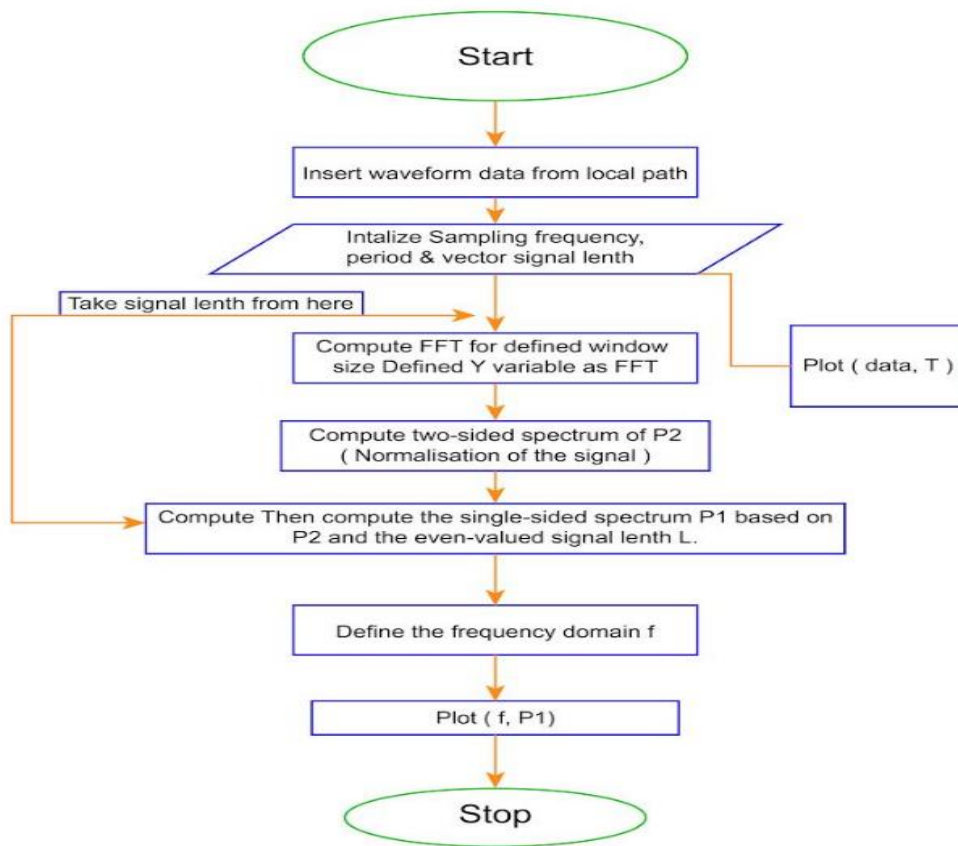 Start
Insert waveform data from local path
Intalize Sampling frequency,
period & vector signal lenth
Take signal lenth from here
Compute FFT for defined window
size Defined Y variable as FFT
Plot ( data, T )
Compute two-sided spectrum of P2
( Normalisation of the signal )
Compute Then compute the single-sided spectrum P1 based on
P2 and the even-valued signal lenth L.
Define the frequency domain f
Plot ( f, P1)
Stop